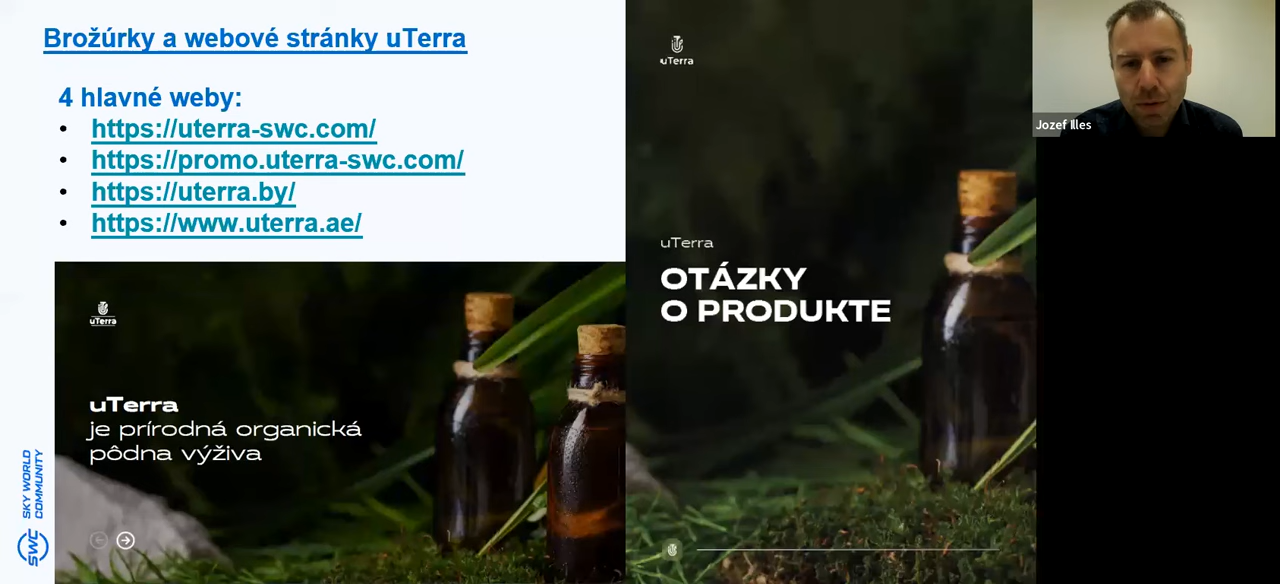 Brožúrky a webové stránky uTerra
4 hlavné weby:
• https://uterra-swc.com/
• https://promo.uterra-swc.com/
• https://uterra.by/
• https://www.uterra.ae/
uTerra
uTerra
je prírodná organická
pôdna výživa
SWC SKY WORLD
COMMUNITY
uTerra
uTerra
OTÁZKY
O PRODUKTE
Jozef Illes